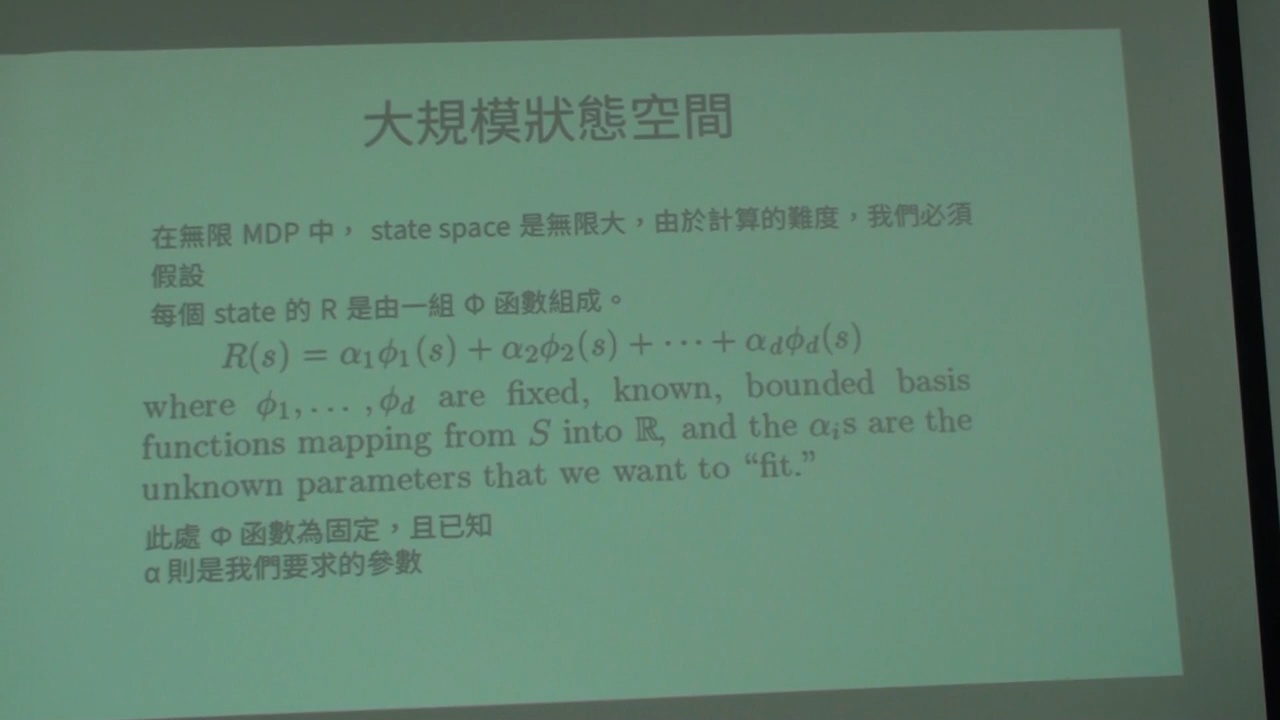 大規模狀態空間
在無限 MDP 中， state space 是無限大，由於計算的難度，我們必須
假設
每個 state 的 R 是由一組 Φ 函數組成。
R(s) = α₁ϕ₁(s) + α₂ϕ₂(s) + ··· + α_dϕ_d(s)
where ϕ₁, . . . , ϕ_d are fixed, known, bounded basis
functions mapping from S into ℝ, and the αᵢs are the
unknown parameters that we want to “fit.”
此處 Φ 函數為固定，且已知
α 則是我們要求的參數